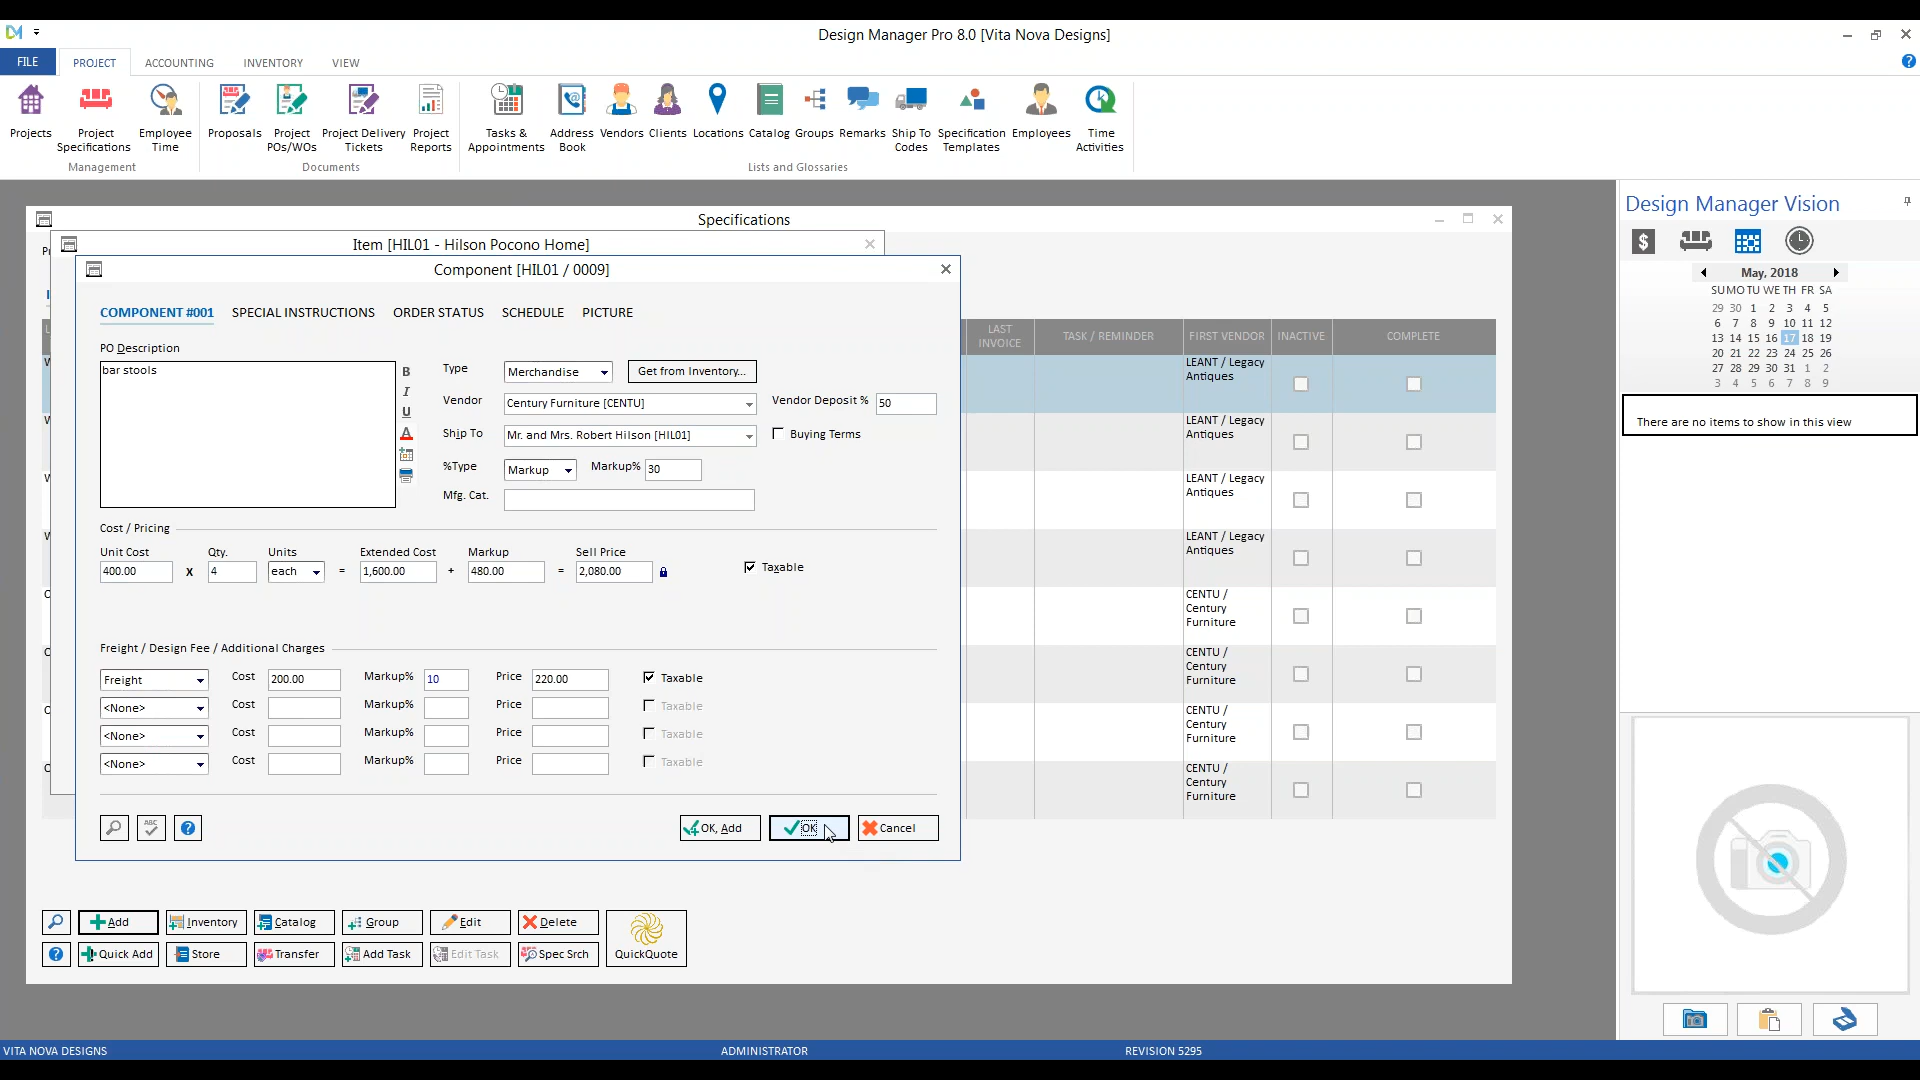 Design Manager Pro 8.0 [Vita Nova Designs]
FILE PROJECT ACCOUNTING INVENTORY VIEW
Projects
Project Specifications
Employee Time
Proposals
Project POs/WOs
Project Delivery Tickets
Project Reports
Tasks & Appointments
Address Book
Vendors
Clients
Locations
Catalog
Groups
Remarks
Ship To Codes
Specification Templates
Employees
Time Activities
Management
Documents
Lists and Glossaries
Specifications
Item [HIL01 - Hilson Pocono Home]
Component [HIL01 / 0009]
COMPONENT #001 SPECIAL INSTRUCTIONS ORDER STATUS SCHEDULE PICTURE
PO Description
bar stools
B
I
U
A
Type Merchandise Get from Inventory...
Vendor Century Furniture [CENTU] Vendor Deposit % 50
Ship To Mr. and Mrs. Robert Hilson [HIL01] Buying Terms
%Type Markup Markup% 30
Mfg. Cat.
Cost / Pricing
Unit Cost Qty. Units Extended Cost Markup Sell Price
400.00 X 4 each = 1,600.00 + 480.00 = 2,080.00 Taxable
Freight / Design Fee / Additional Charges
Freight Cost 200.00 Markup% 10 Price 220.00 Taxable
<None> Cost Markup% Price Taxable
<None> Cost Markup% Price Taxable
<None> Cost Markup% Price Taxable
ABC
?
OK, Add
OK
Cancel
LAST INVOICE
TASK / REMINDER
FIRST VENDOR
INACTIVE
COMPLETE
LEANT / Legacy
Antiques
LEANT / Legacy
Antiques
LEANT / Legacy
Antiques
LEANT / Legacy
Antiques
CENTU /
Century
Furniture
CENTU /
Century
Furniture
CENTU /
Century
Furniture
CENTU /
Century
Furniture
Add Inventory Catalog Group Edit Delete
? Quick Add Store Transfer Add Task Edit Task Spec Srch
QuickQuote
Design Manager Vision
$
May, 2018
SU MO TU WE TH FR SA
29 30 1 2 3 4 5
6 7 8 9 10 11 12
13 14 15 16 17 18 19
20 21 22 23 24 25 26
27 28 29 30 31 1 2
3 4 5 6 7 8 9
There are no items to show in this view
VITA NOVA DESIGNS ADMINISTRATOR REVISION 5295